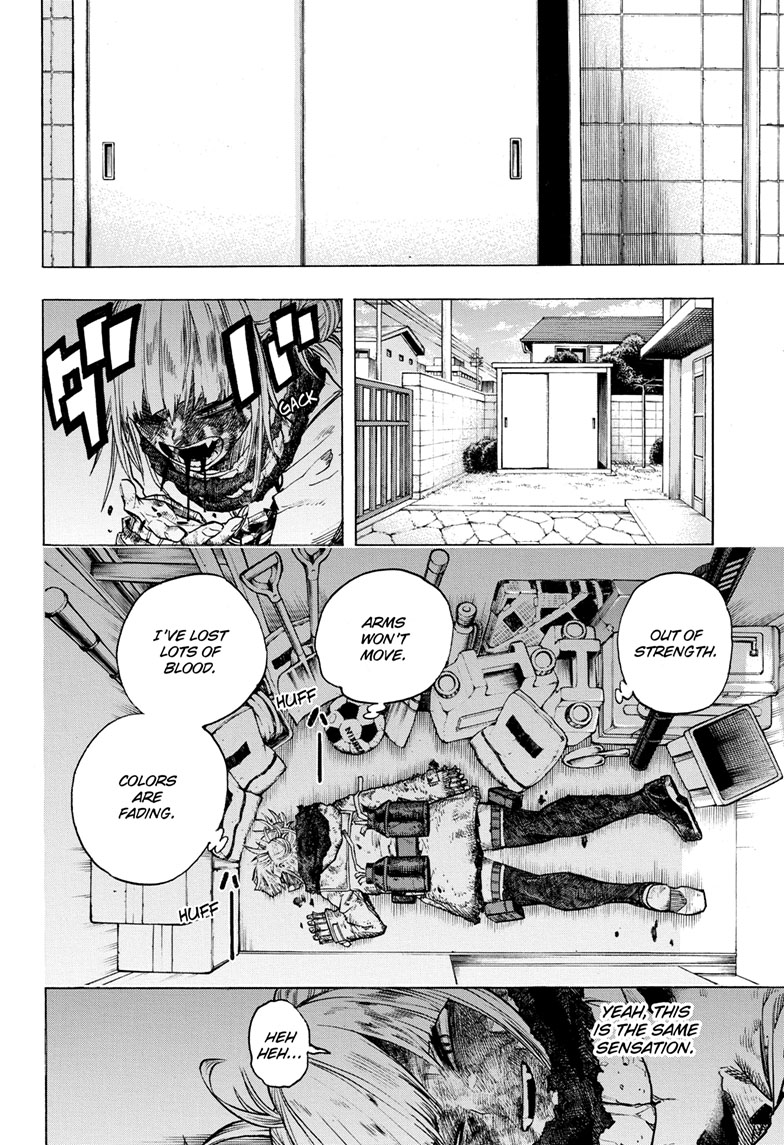 GACK
OUT OF
STRENGTH.
ARMS
WON'T
MOVE.
I'VE LOST
LOTS OF
BLOOD.
HUFF
COLORS
ARE
FADING.
HUFF
YEAH, THIS
IS THE SAME
SENSATION.
HEH
HEH...